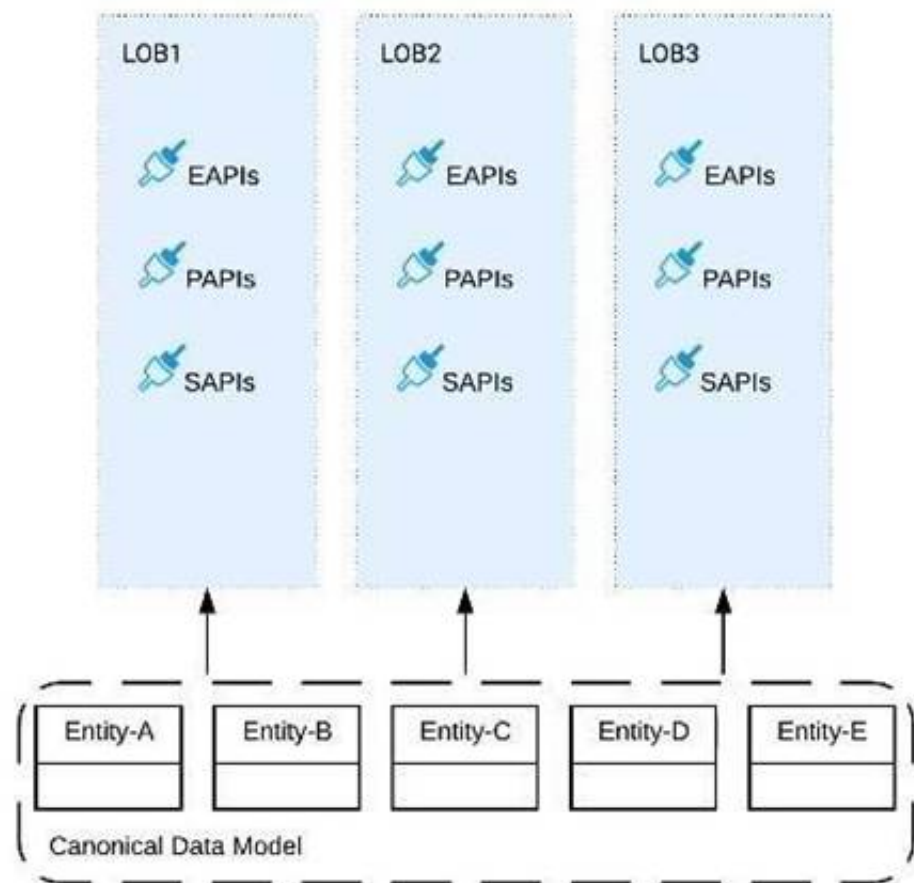 LOB1
LOB2
LOB3
EAPIs
EAPIs
EAPIs
PAPIs
PAPIs
PAPIs
SAPIs
SAPIs
SAPIs
Entity-A
Entity-B
Entity-C
Entity-D
Entity-E
Canonical Data Model